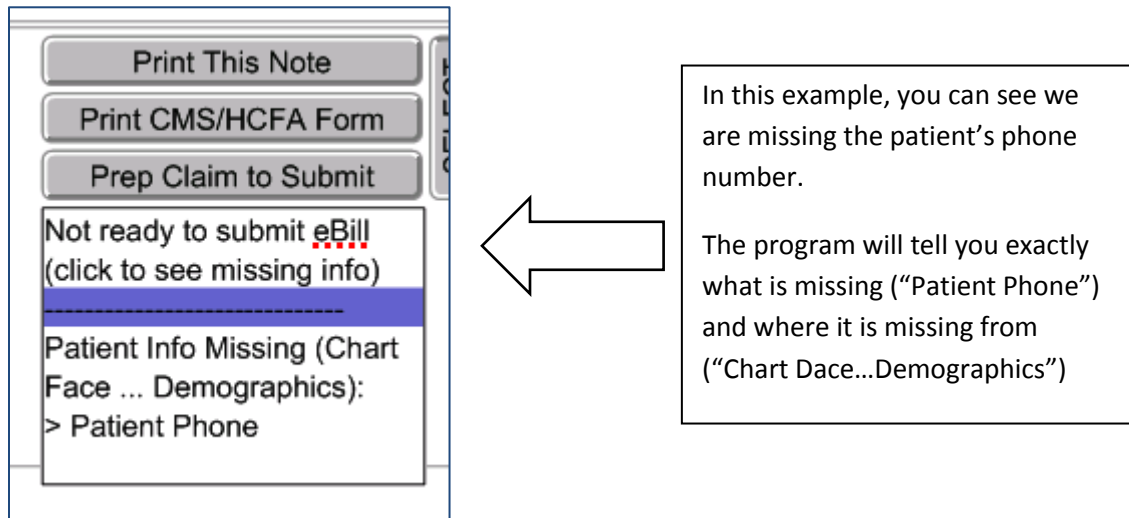 Print This Note
Print CMS/HCFA Form
Prep Claim to Submit
Not ready to submit eBill
(click to see missing info)
------------------------------
Patient Info Missing (Chart
Face ... Demographics):
> Patient Phone
In this example, you can see we
are missing the patient’s phone
number.
The program will tell you exactly
what is missing (“Patient Phone”)
and where it is missing from
(“Chart Dace…Demographics”)